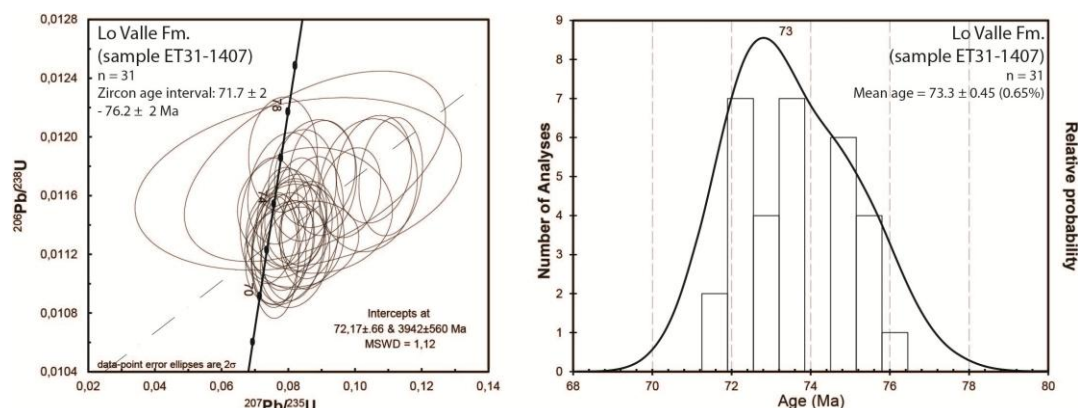 0,0128
0,0124
0,0120
0,0116
0,0112
0,0108
0,0104
206Pb/238U
Lo Valle Fm.
(sample ET31-1407)
n = 31
Zircon age interval: 71.7 ± 2
- 76.2 ± 2 Ma
78
74
70
Intercepts at
72,17±.66 & 3942±560 Ma
MSWD = 1,12
data-point error ellipses are 2σ
0,02 0,04 0,06 0,08 0,10 0,12 0,14
207Pb/235U
9
8
7
6
5
4
3
2
1
0
Number of Analyses
73
Lo Valle Fm.
(sample ET31-1407)
n = 31
Mean age = 73.3 ± 0.45 (0.65%)
Relative probability
68 70 72 74 76 78 80
Age (Ma)